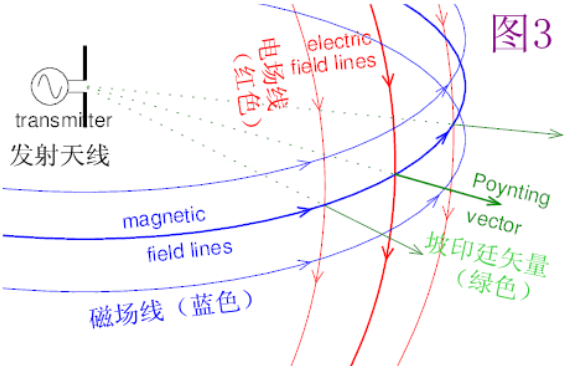 图3
electric
field lines
电场线
(红色)
transmitter
发射天线
magnetic
field lines
磁场线（蓝色）
Poynting
vector
坡印廷矢量
（绿色）